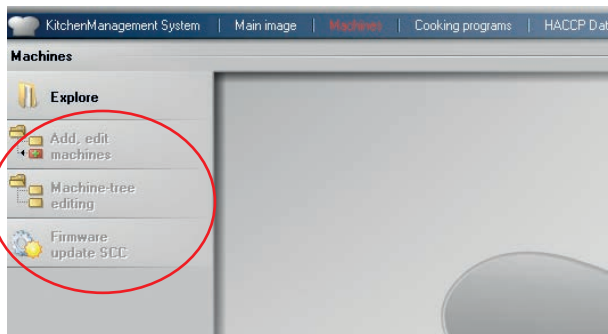 KitchenManagement System | Main image | Machines | Cooking programs | HACCP Dat
Machines
Explore
Add, edit
machines
Machine-tree
editing
Firmware
update SCC